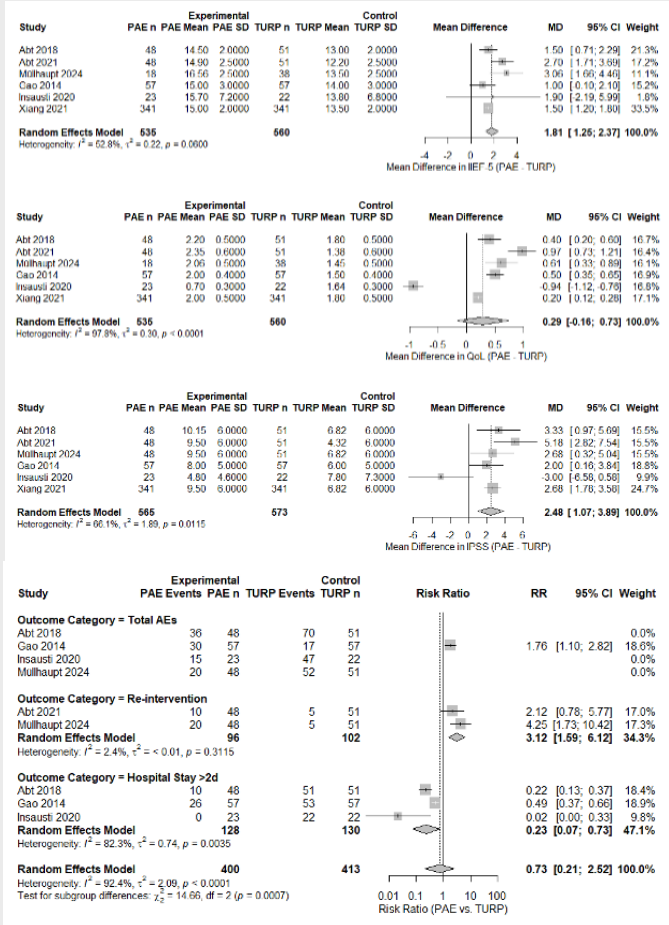 Experimental Control
Study PAE n PAE Mean PAE SD TURP n TURP Mean TURP SD Mean Difference MD 95% CI Weight
Abt 2018 48 14.50 2.0000 51 13.00 2.0000 1.50 [0.71; 2.29] 21.3%
Abt 2021 48 14.90 2.5000 51 12.20 2.5000 2.70 [1.71; 3.69] 17.2%
Müllhaupt 2024 18 16.56 2.5000 38 13.50 2.5000 3.06 [1.66; 4.46] 11.1%
Gao 2014 57 15.00 3.0000 57 14.00 3.0000 1.00 [0.10; 2.10]
Insausti 2020 23 15.70 7.2000 22 13.80 6.8000 1.90 [-2.19; 5.99] 1.8%
Xiang 2021 341 15.00 2.0000 341 13.50 2.0000 1.50 [1.20; 1.80] 33.5%
Random Effects Model 535 560 1.81 [1.25; 2.37] 100.0%
Heterogeneity: I² = 52.8%, τ² = 0.22, p = 0.0600
-4 -2 0 2 4
Mean Difference in IIEF-5 (PAE - TURP)
Experimental Control
Study PAE n PAE Mean PAE SD TURP n TURP Mean TURP SD Mean Difference MD 95% CI Weight
Abt 2018 48 2.20 0.5000 51 1.80 0.5000 0.40 [0.20; 0.60] 16.7%
Abt 2021 48 2.35 0.6000 51 1.38 0.6000 0.97 [0.73; 1.21] 16.4%
Müllhaupt 2024 18 2.06 0.5000 38 1.45 0.5000 0.61 [0.33; 0.89] 16.1%
Gao 2014 57 2.00 0.4000 57 1.50 0.4000 0.50 [0.35; 0.65] 16.9%
Insausti 2020 23 0.70 0.3000 22 1.64 0.3000 -0.94 [-1.12; -0.76] 16.8%
Xiang 2021 341 2.00 0.5000 341 1.80 0.5000 0.20 [0.12; 0.28]
Random Effects Model 535 560 0.29 [-0.16; 0.73] 100.0%
Heterogeneity: I² = 97.8%, τ² = 0.30, p < 0.0001
-1 -0.5 0 0.5 1
Mean Difference in QoL (PAE - TURP)
Experimental Control
Study PAE n PAE Mean PAE SD TURP n TURP Mean TURP SD Mean Difference MD 95% CI Weight
Abt 2018 48 10.15 6.0000 51 6.82 6.0000 3.33 [0.97; 5.69] 15.5%
Abt 2021 48 9.50 6.0000 51 4.32 6.0000 5.18 [2.82; 7.54] 15.5%
Müllhaupt 2024 48 9.50 6.0000 51 6.82 6.0000 2.68 [0.32; 5.04] 15.5%
Gao 2014 57 8.00 5.0000 57 6.00 5.0000 2.00 [0.16; 3.84]
Insausti 2020 23 4.80 4.6000 22 7.80 7.3000 -3.00 [-6.58; 0.58] 9.9%
Xiang 2021 341 9.50 6.0000 341 6.82 6.0000 2.68 [1.78; 3.58] 24.7%
Random Effects Model 565 573 2.48 [1.07; 3.89] 100.0%
Heterogeneity: I² = 66.1%, τ² = 1.89, p = 0.0115
-6 -4 -2 0 2 4 6
Mean Difference in IPSS (PAE - TURP)
Experimental Control
Study PAE Events PAE n TURP Events TURP n Risk Ratio RR 95% CI Weight
Outcome Category = Total AEs
Abt 2018 36 48 70 51 0.0%
Gao 2014 30 57 17 57 1.76 [1.10; 2.82] 18.6%
Insausti 2020 15 23 47 22 0.0%
Müllhaupt 2024 20 48 52 51 0.0%
Outcome Category = Re-intervention
Abt 2021 10 48 5 51 2.12 [0.78; 5.77] 17.0%
Müllhaupt 2024 20 48 5 51 4.25 [1.73; 10.42] 17.3%
Random Effects Model 96 102 3.12 [1.59; 6.12] 34.3%
Heterogeneity: I² = 2.4%, τ² = < 0.01, p = 0.3115
Outcome Category = Hospital Stay >2d
Abt 2018 10 48 51 51 0.22 [0.13; 0.37] 18.4%
Gao 2014 26 57 53 57 0.49 [0.37; 0.66] 18.9%
Insausti 2020 0 23 22 22 0.02 [0.00; 0.33] 9.8%
Random Effects Model 128 130 0.23 [0.07; 0.73] 47.1%
Heterogeneity: I² = 82.3%, τ² = 0.74, p = 0.0035
Random Effects Model 400 413 0.73 [0.21; 2.52] 100.0%
Heterogeneity: I² = 92.4%, τ² = 2.09, p < 0.0001
Test for subgroup differences: χ²₂ = 14.66, df = 2 (p = 0.0007)
0.01 0.1 1 10 100
Risk Ratio (PAE vs. TURP)